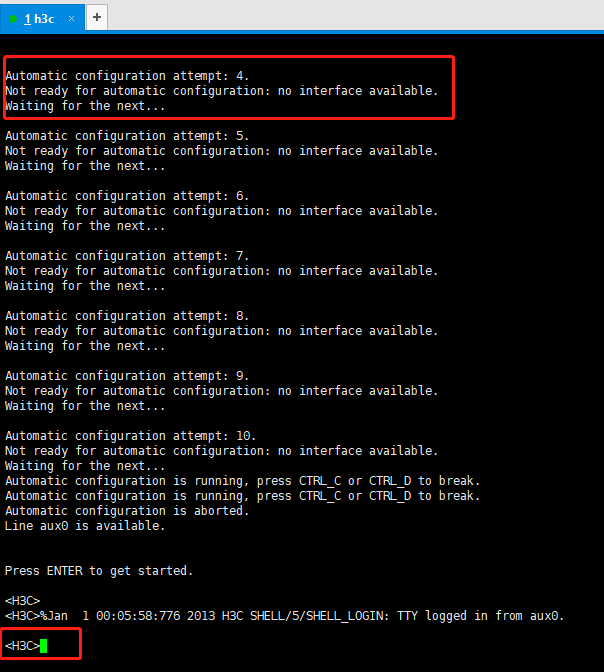 1 h3c × +
Automatic configuration attempt: 4.
Not ready for automatic configuration: no interface available.
Waiting for the next...
Automatic configuration attempt: 5.
Not ready for automatic configuration: no interface available.
Waiting for the next...
Automatic configuration attempt: 6.
Not ready for automatic configuration: no interface available.
Waiting for the next...
Automatic configuration attempt: 7.
Not ready for automatic configuration: no interface available.
Waiting for the next...
Automatic configuration attempt: 8.
Not ready for automatic configuration: no interface available.
Waiting for the next...
Automatic configuration attempt: 9.
Not ready for automatic configuration: no interface available.
Waiting for the next...
Automatic configuration attempt: 10.
Not ready for automatic configuration: no interface available.
Waiting for the next...
Automatic configuration is running, press CTRL_C or CTRL_D to break.
Automatic configuration is running, press CTRL_C or CTRL_D to break.
Automatic configuration is aborted.
Line aux0 is available.
Press ENTER to get started.
<H3C>
<H3C>%Jan  1 00:05:58:776 2013 H3C SHELL/5/SHELL_LOGIN: TTY logged in from aux0.
<H3C>